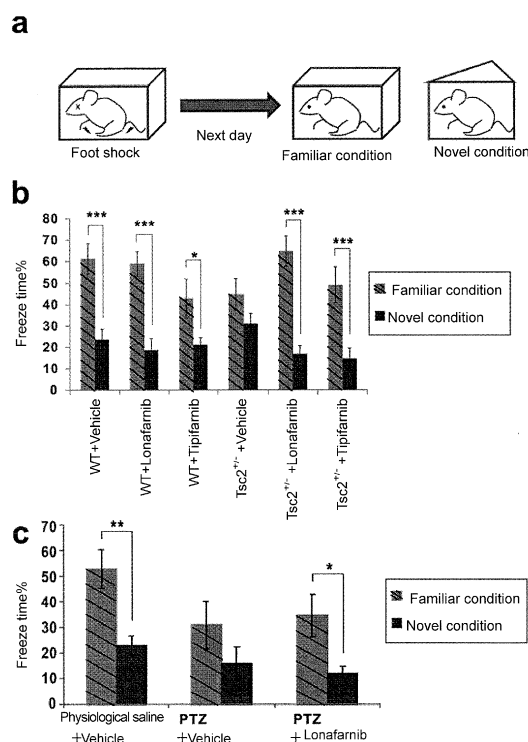 a
Foot shock
Next day
Familiar condition
Novel condition
b
Freeze time%
80
70
60
50
40
30
20
10
0
***
***
*
***
***
Familiar condition
Novel condition
WT+Vehicle
WT+Lonafarnib
WT+Tipifarnib
Tsc2+/- +Vehicle
Tsc2+/- +Lonafarnib
Tsc2+/- +Tipifarnib
c
Freeze time%
70
60
50
40
30
20
10
0
**
*
Familiar condition
Novel condition
Physiological saline
+Vehicle
PTZ
+Vehicle
PTZ
+Lonafarnib